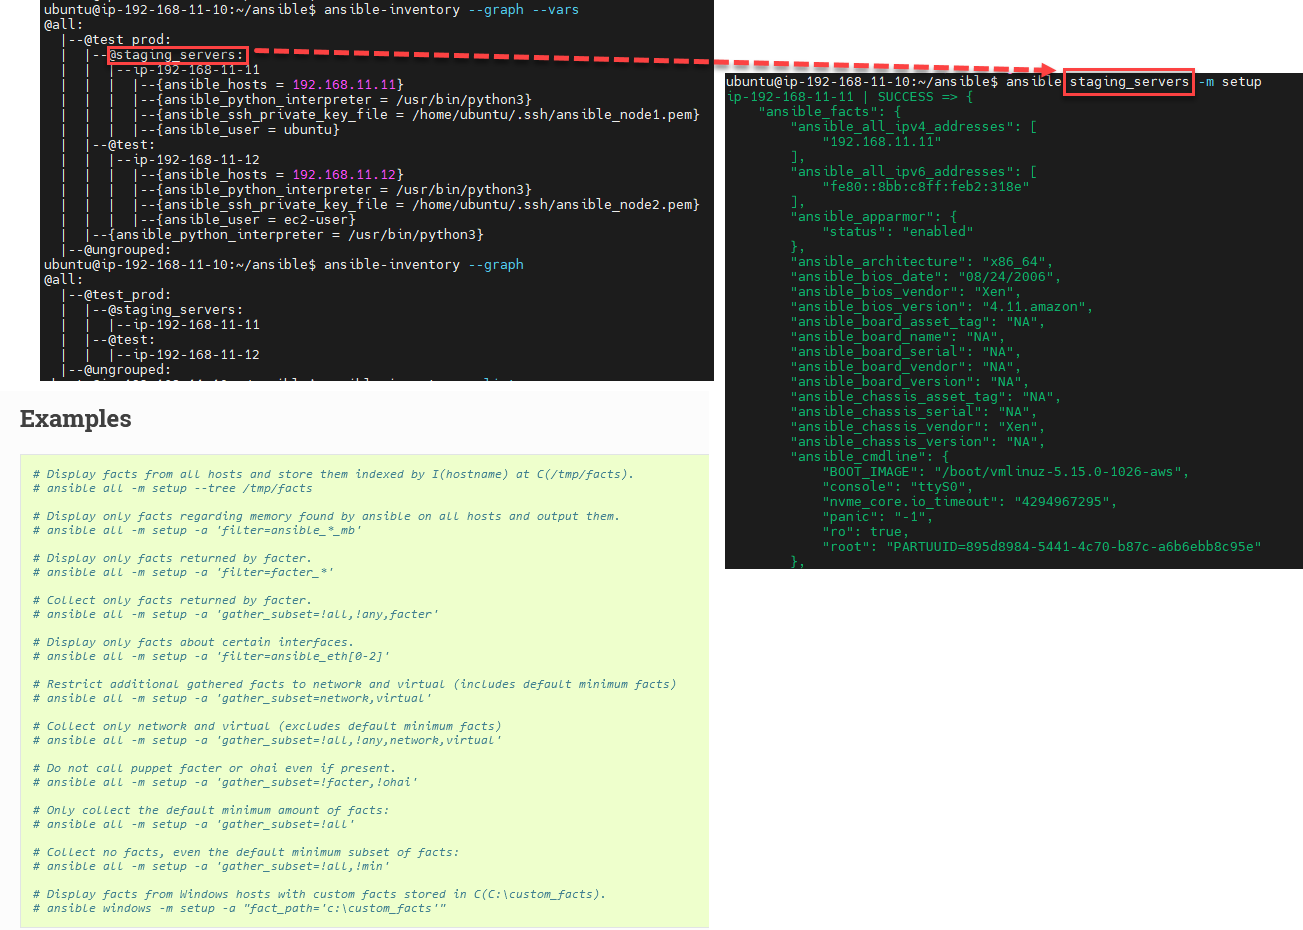 ubuntu@ip-192-168-11-10:~/ansible$ ansible-inventory --graph --vars
@all:
  |--@test_prod:
  |  |--@staging_servers:
  |  |  |--ip-192-168-11-11
  |  |  |  |--{ansible_hosts = 192.168.11.11}
  |  |  |  |--{ansible_python_interpreter = /usr/bin/python3}
  |  |  |  |--{ansible_ssh_private_key_file = /home/ubuntu/.ssh/ansible_node1.pem}
  |  |  |  |--{ansible_user = ubuntu}
  |  |--@test:
  |  |  |--ip-192-168-11-12
  |  |  |  |--{ansible_hosts = 192.168.11.12}
  |  |  |  |--{ansible_python_interpreter = /usr/bin/python3}
  |  |  |  |--{ansible_ssh_private_key_file = /home/ubuntu/.ssh/ansible_node2.pem}
  |  |  |  |--{ansible_user = ec2-user}
  |  |--{ansible_python_interpreter = /usr/bin/python3}
  |--@ungrouped:
ubuntu@ip-192-168-11-10:~/ansible$ ansible-inventory --graph
@all:
  |--@test_prod:
  |  |--@staging_servers:
  |  |  |--ip-192-168-11-11
  |  |--@test:
  |  |  |--ip-192-168-11-12
  |--@ungrouped:
ubuntu@ip-192-168-11-10:~/ansible$ ansible staging_servers -m setup
ip-192-168-11-11 | SUCCESS => {
    "ansible_facts": {
        "ansible_all_ipv4_addresses": [
            "192.168.11.11"
        ],
        "ansible_all_ipv6_addresses": [
            "fe80::8bb:c8ff:feb2:318e"
        ],
        "ansible_apparmor": {
            "status": "enabled"
        },
        "ansible_architecture": "x86_64",
        "ansible_bios_date": "08/24/2006",
        "ansible_bios_vendor": "Xen",
        "ansible_bios_version": "4.11.amazon",
        "ansible_board_asset_tag": "NA",
        "ansible_board_name": "NA",
        "ansible_board_serial": "NA",
        "ansible_board_vendor": "NA",
        "ansible_board_version": "NA",
        "ansible_chassis_asset_tag": "NA",
        "ansible_chassis_serial": "NA",
        "ansible_chassis_vendor": "Xen",
        "ansible_chassis_version": "NA",
        "ansible_cmdline": {
            "BOOT_IMAGE": "/boot/vmlinuz-5.15.0-1026-aws",
            "console": "ttyS0",
            "nvme_core.io_timeout": "4294967295",
            "panic": "-1",
            "ro": true,
            "root": "PARTUUID=895d8984-5441-4c70-b87c-a6b6ebb8c95e"
        },
Examples
# Display facts from all hosts and store them indexed by I(hostname) at C(/tmp/facts).
# ansible all -m setup --tree /tmp/facts
# Display only facts regarding memory found by ansible on all hosts and output them.
# ansible all -m setup -a 'filter=ansible_*_mb'
# Display only facts returned by facter.
# ansible all -m setup -a 'filter=facter_*'
# Collect only facts returned by facter.
# ansible all -m setup -a 'gather_subset=!all,!any,facter'
# Display only facts about certain interfaces.
# ansible all -m setup -a 'filter=ansible_eth[0-2]'
# Restrict additional gathered facts to network and virtual (includes default minimum facts)
# ansible all -m setup -a 'gather_subset=network,virtual'
# Collect only network and virtual (excludes default minimum facts)
# ansible all -m setup -a 'gather_subset=!all,!any,network,virtual'
# Do not call puppet facter or ohai even if present.
# ansible all -m setup -a 'gather_subset=!facter,!ohai'
# Only collect the default minimum amount of facts:
# ansible all -m setup -a 'gather_subset=!all'
# Collect no facts, even the default minimum subset of facts:
# ansible all -m setup -a 'gather_subset=!all,!min'
# Display facts from Windows hosts with custom facts stored in C(C:\custom_facts).
# ansible windows -m setup -a "fact_path='c:\custom_facts'"